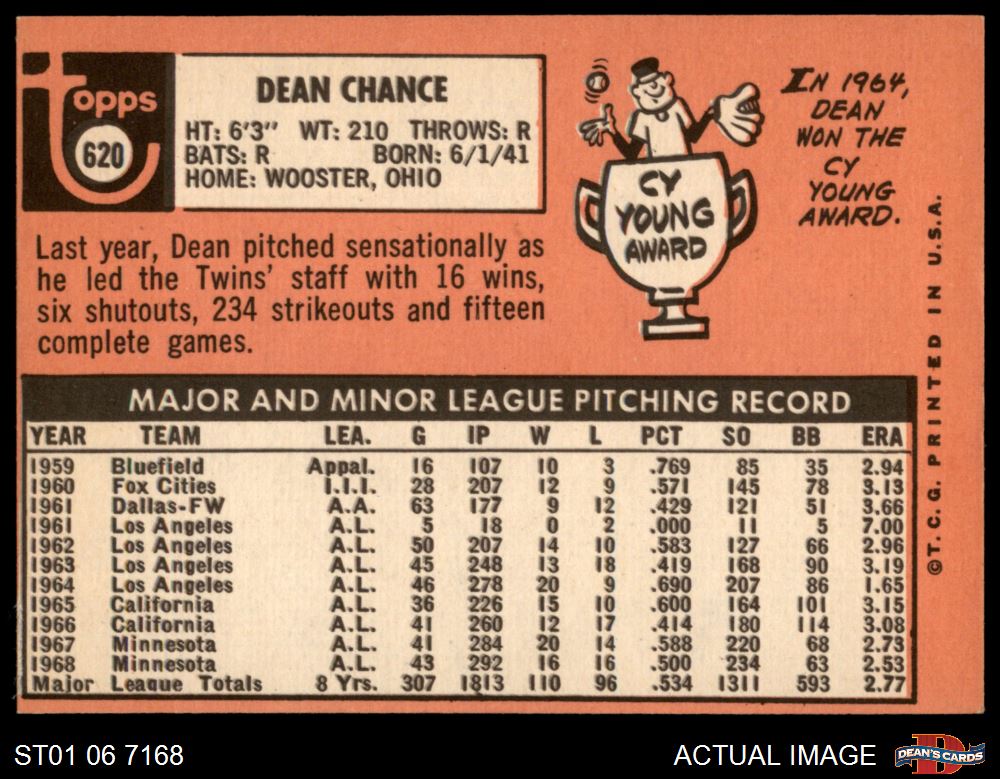 Topps
620
DEAN CHANCE
HT: 6'3" WT: 210 THROWS: R
BATS: R BORN: 6/1/41
HOME: WOOSTER, OHIO
Last year, Dean pitched sensationally as
he led the Twins' staff with 16 wins,
six shutouts, 234 strikeouts and fifteen
complete games.
CY
YOUNG
AWARD
IN 1964,
DEAN
WON THE
CY
YOUNG
AWARD.
©T. C. G. PRINTED IN U.S.A.
MAJOR AND MINOR LEAGUE PITCHING RECORD
YEAR TEAM LEA. G IP W L PCT SO BB ERA
1959 Bluefield Appal. 16 107 10 3 .769 85 35 2.94
1960 Fox Cities I.I.I. 28 207 12 9 .571 145 78 3.13
1961 Dallas-FW A.A. 63 177 9 12 .429 121 51 3.66
1961 Los Angeles A.L. 5 18 0 2 .000 11 5 7.00
1962 Los Angeles A.L. 50 207 14 10 .583 127 66 2.96
1963 Los Angeles A.L. 45 248 13 18 .419 168 90 3.19
1964 Los Angeles A.L. 46 278 20 9 .690 207 86 1.65
1965 California A.L. 36 226 15 10 .600 164 101 3.15
1966 California A.L. 41 260 12 17 .414 180 114 3.08
1967 Minnesota A.L. 41 284 20 14 .588 220 68 2.73
1968 Minnesota A.L. 43 292 16 16 .500 234 63 2.53
Major League Totals 8 Yrs. 307 1813 110 96 .534 1311 593 2.77
ST01 06 7168
ACTUAL IMAGE
DEAN'S CARDS